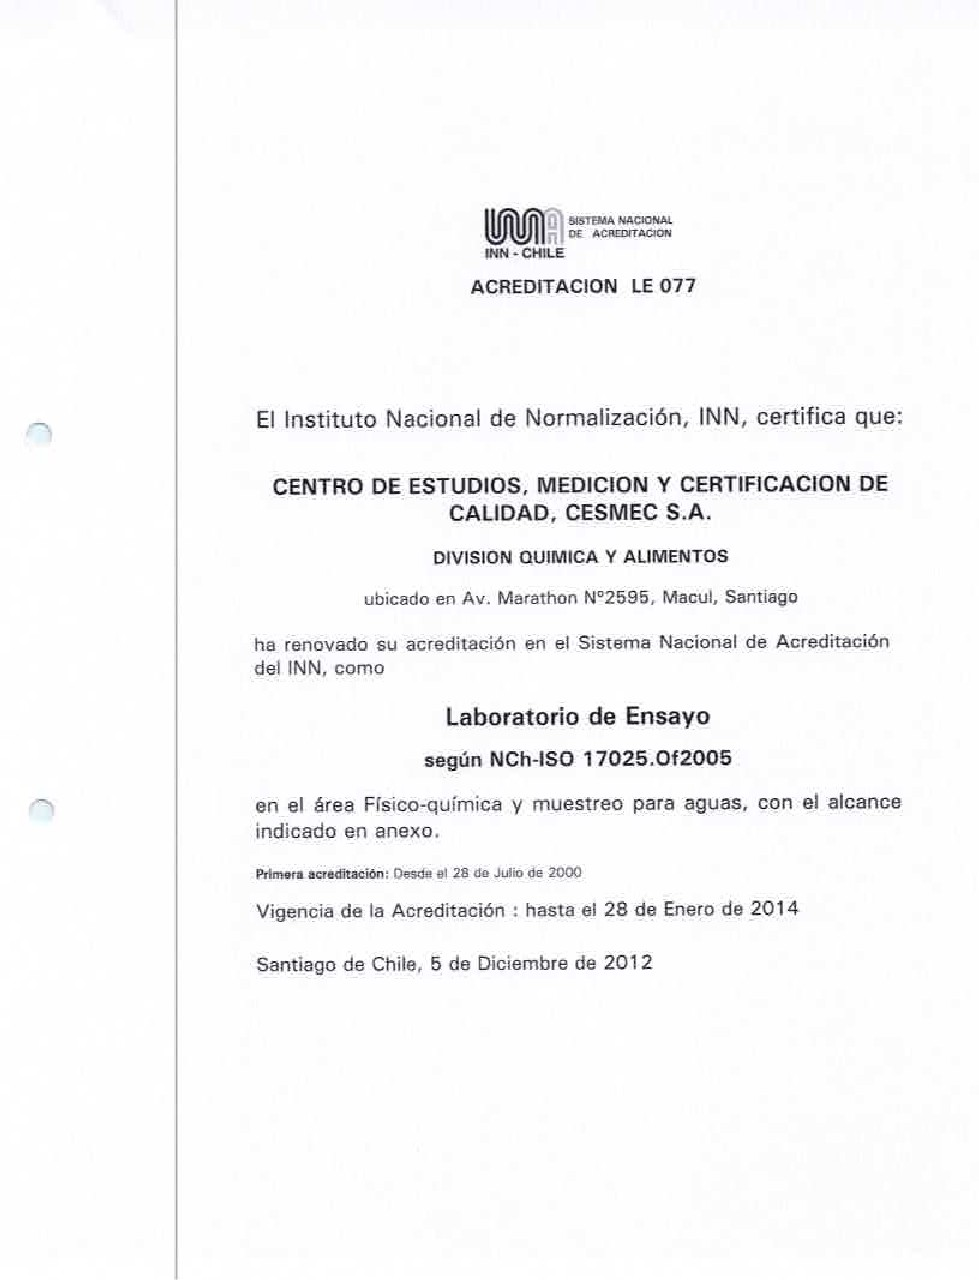 SISTEMA NACIONAL
DE ACREDITACION
INN - CHILE
ACREDITACION LE 077
El Instituto Nacional de Normalización, INN, certifica que:
CENTRO DE ESTUDIOS, MEDICION Y CERTIFICACION DE
CALIDAD, CESMEC S.A.
DIVISION QUIMICA Y ALIMENTOS
ubicado en Av. Marathon Nº2595, Macul, Santiago
ha renovado su acreditación en el Sistema Nacional de Acreditación
del INN, como
Laboratorio de Ensayo
según NCh-ISO 17025.Of2005
en el área Físico-química y muestreo para aguas, con el alcance
indicado en anexo.
Primera acreditación: Desde el 28 de Julio de 2000
Vigencia de la Acreditación : hasta el 28 de Enero de 2014
Santiago de Chile, 5 de Diciembre de 2012